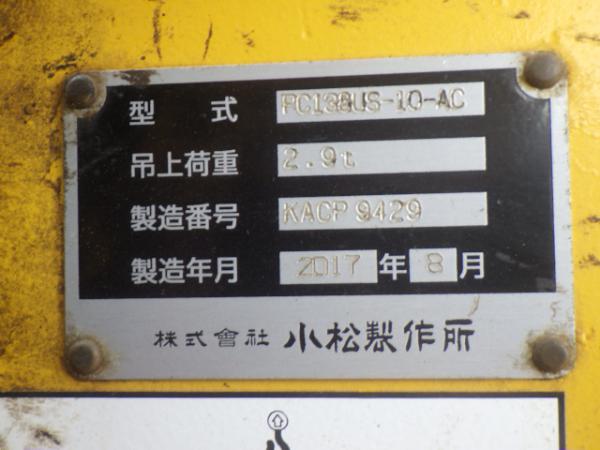 型 式 PC138US-10-AC
吊上荷重 2.9t
製造番号 KACP 9429
製造年月 2017 年 8 月
株式會社 小松製作所